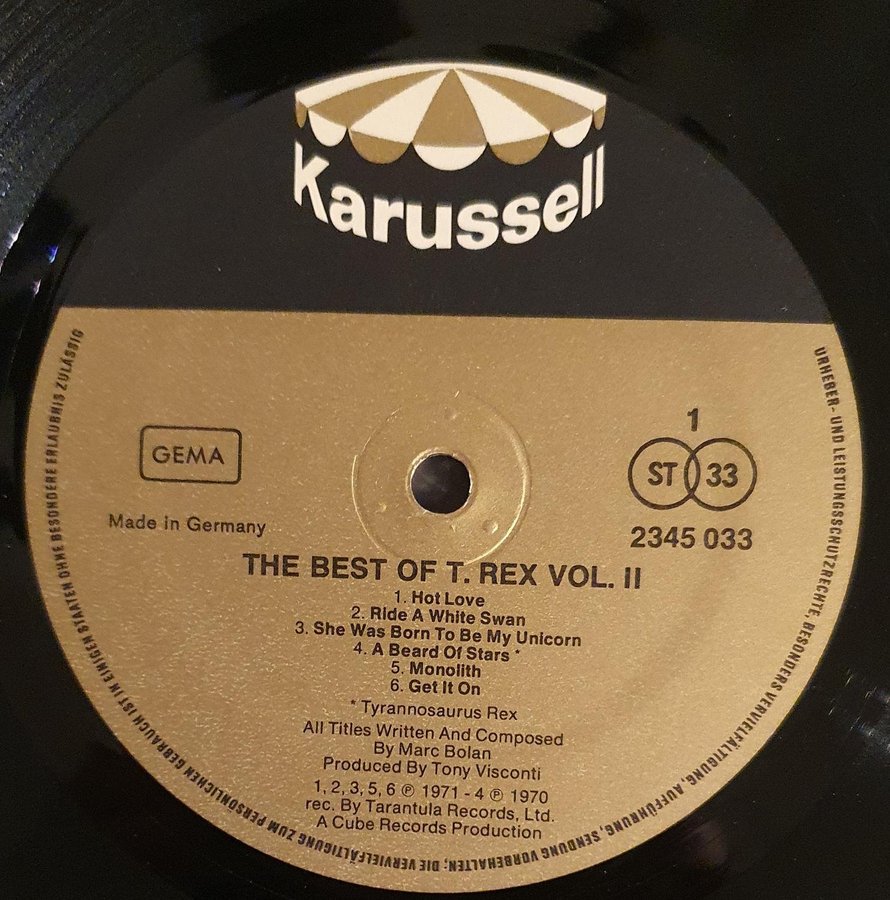 Karussell
GEMA
Made in Germany
1
ST 33
2345 033
THE BEST OF T. REX VOL. II
1. Hot Love
2. Ride A White Swan
3. She Was Born To Be My Unicorn
4. A Beard Of Stars *
5. Monolith
6. Get It On
* Tyrannosaurus Rex
All Titles Written And Composed
By Marc Bolan
Produced By Tony Visconti
1, 2, 3, 5, 6 ℗ 1971 - 4 ℗ 1970
rec. By Tarantula Records, Ltd.
A Cube Records Production
URHEBER- UND LEISTUNGSSCHUTZRECHTE, BESONDERS VERVIELFÄLTIGUNG, AUFFÜHRUNG, SENDUNG VORBEHALTEN; DIE VERVIELFÄLTIGUNG ZUM PERSÖNLICHEN GEBRAUCH IST IN EINIGEN STAATEN OHNE BESONDERE ERLAUBNIS ZULÄSSIG